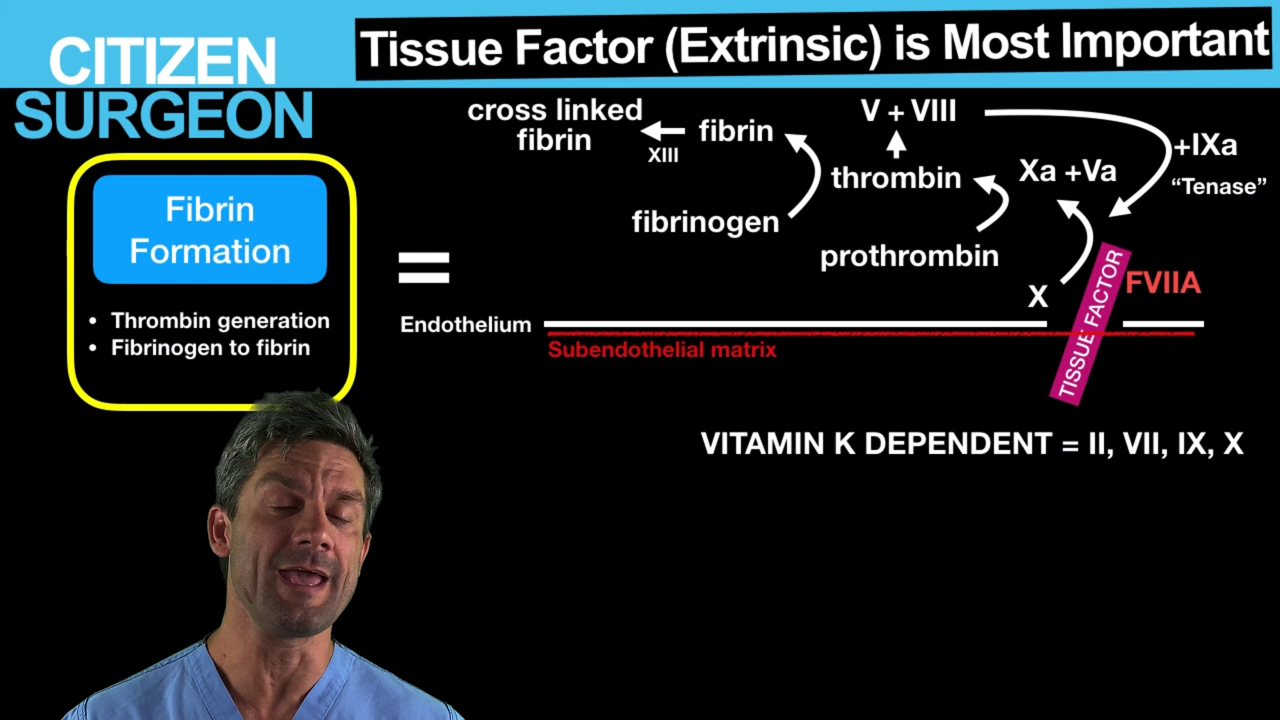 CITIZEN
SURGEON
Tissue Factor (Extrinsic) is Most Important
Fibrin
Formation
• Thrombin generation
• Fibrinogen to fibrin
=
cross linked
fibrin
XIII
fibrin
fibrinogen
V + VIII
thrombin
prothrombin
Xa +Va
+IXa
“Tenase”
X
TISSUE FACTOR
FVIIA
Endothelium
Subendothelial matrix
VITAMIN K DEPENDENT = II, VII, IX, X